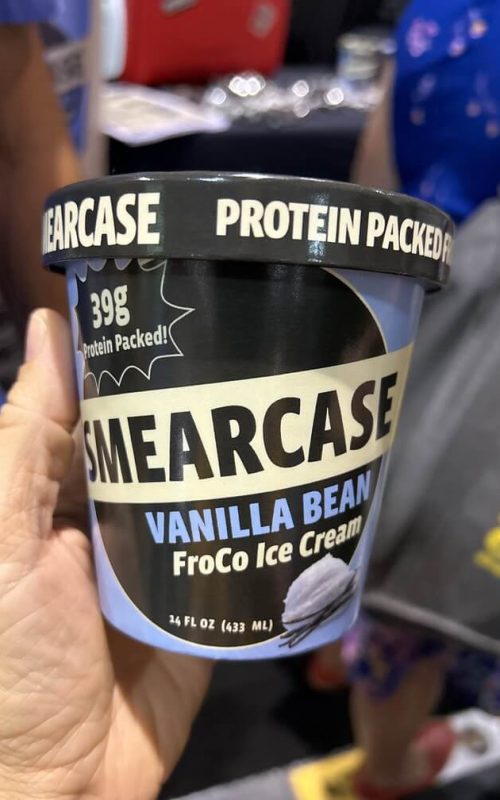 EARCASE PROTEIN PACKED
39g
Protein Packed!
SMEARCASE
VANILLA BEAN
FroCo Ice Cream
14 FL OZ (433 ML)